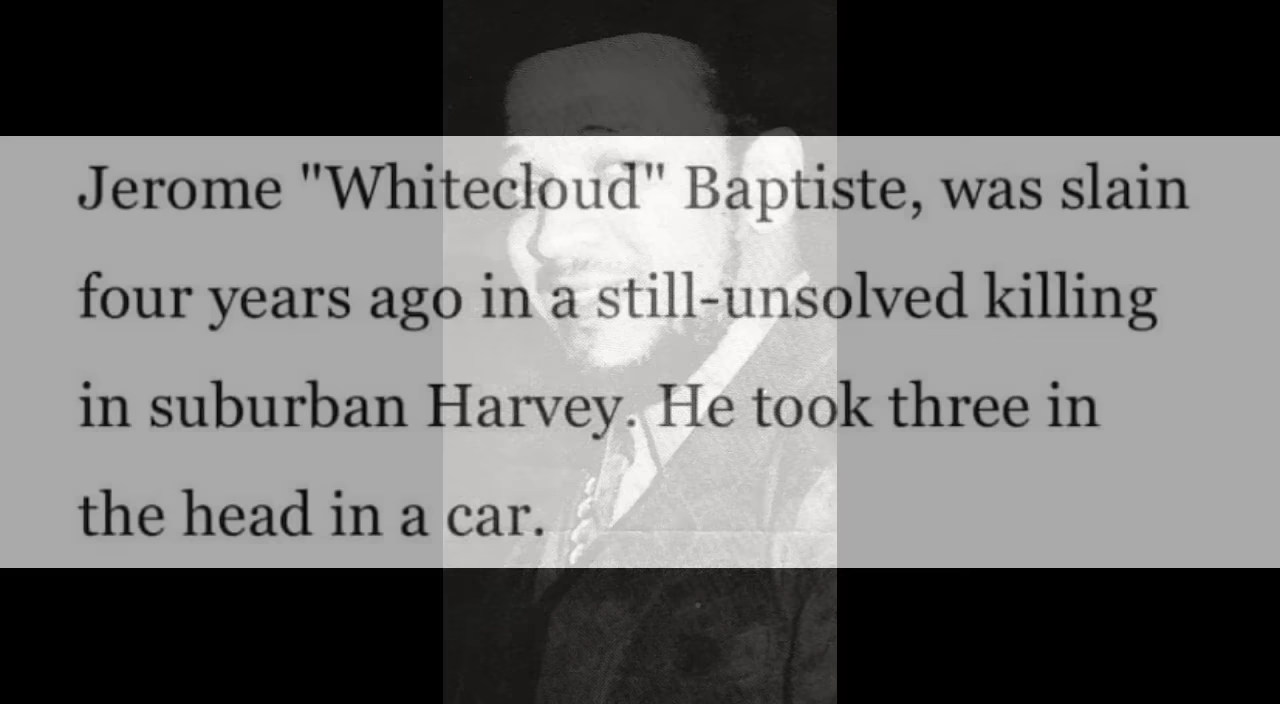 Jerome "Whitecloud" Baptiste, was slain
four years ago in a still-unsolved killing
in suburban Harvey. He took three in
the head in a car.